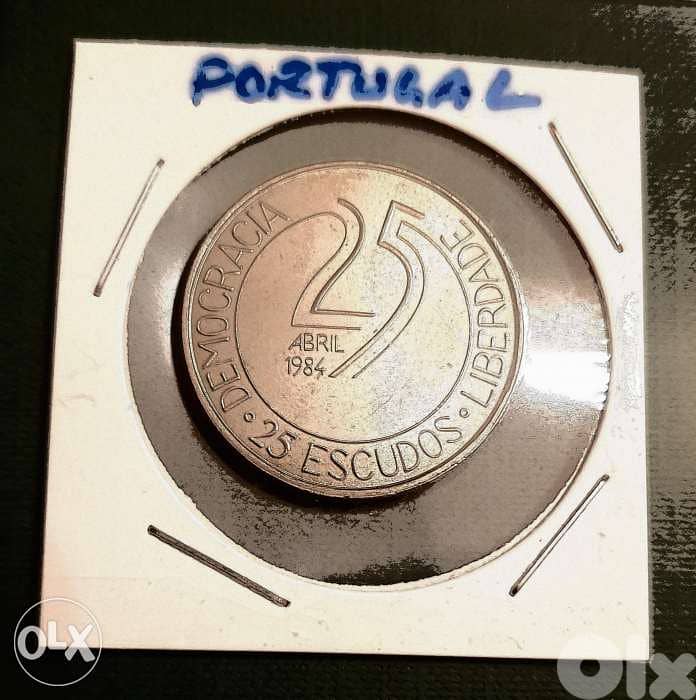 PORTUGAL
25
ABRIL
1984
DEMOCRACIA · 25 ESCUDOS · LIBERDADE
OLX
OLX